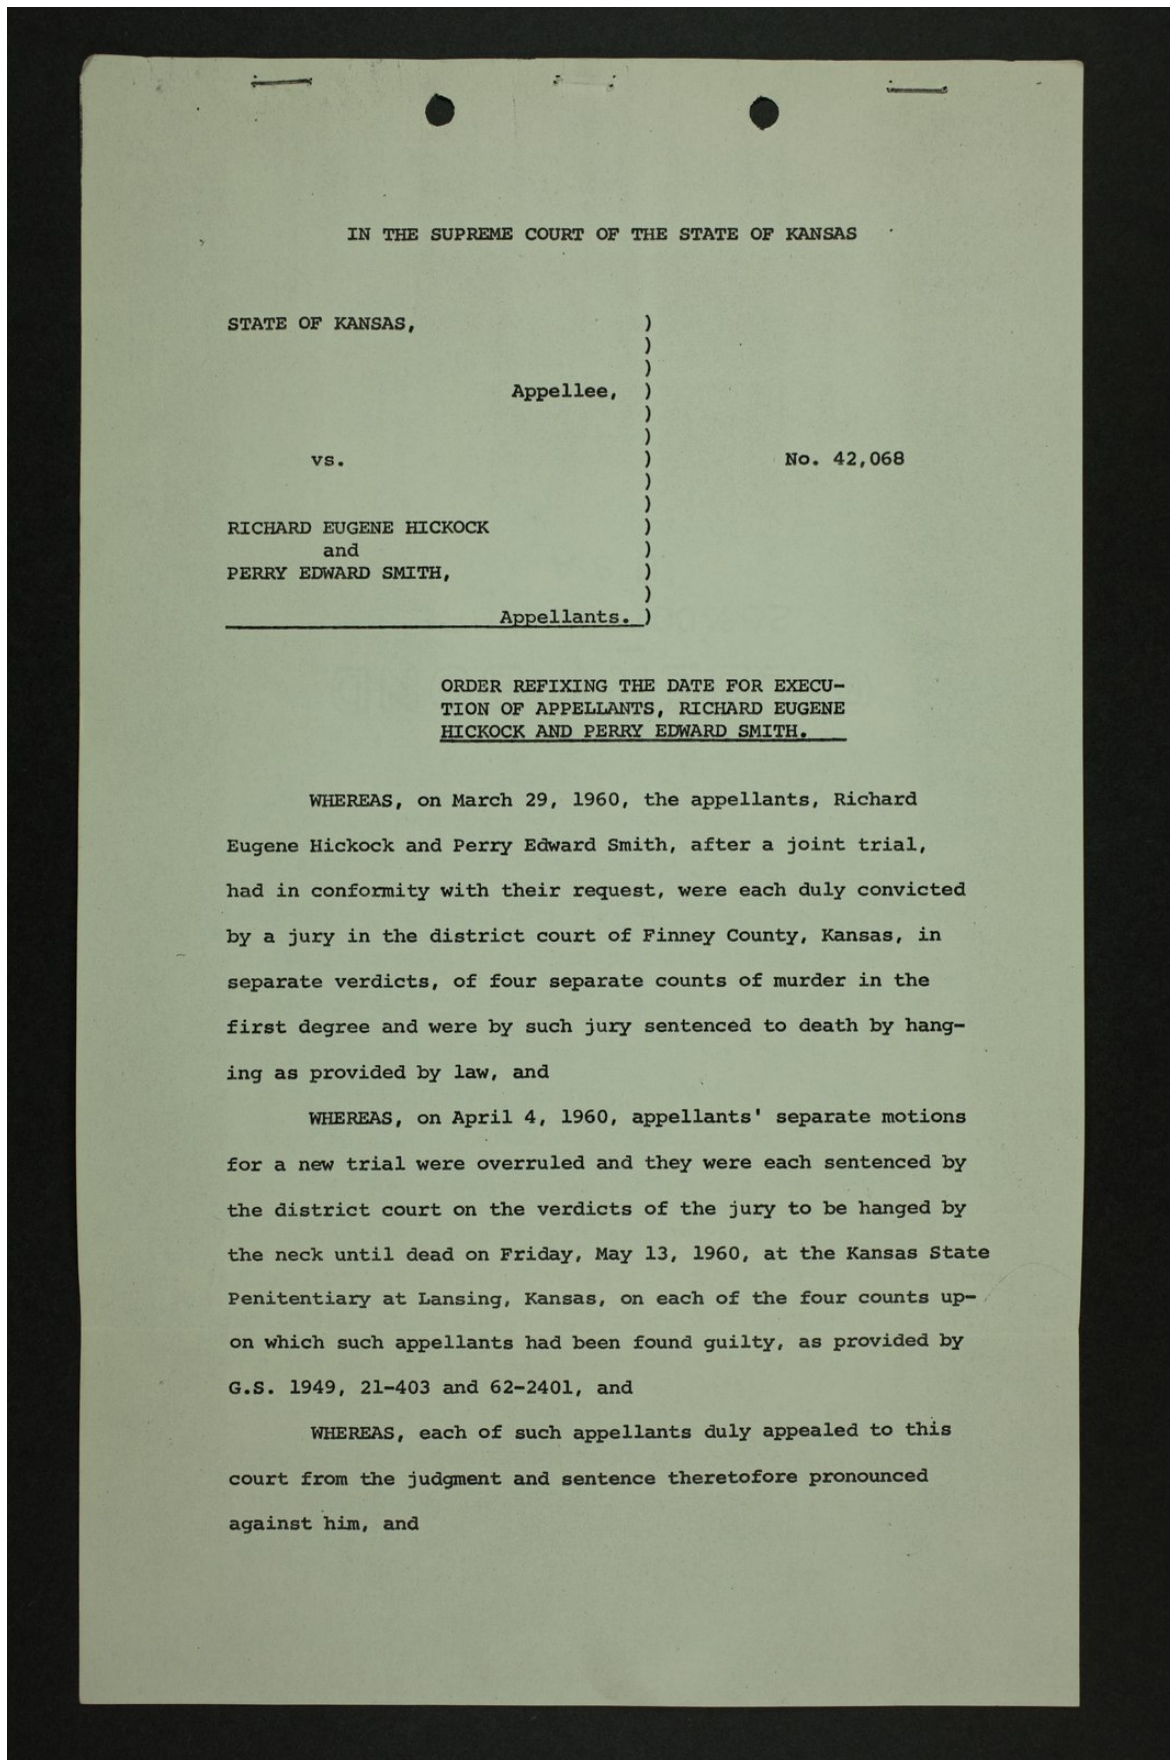 IN THE SUPREME COURT OF THE STATE OF KANSAS
STATE OF KANSAS, )
)
)
Appellee, )
)
)
vs. ) No. 42,068
)
)
RICHARD EUGENE HICKOCK )
and )
PERRY EDWARD SMITH, )
)
Appellants. )
ORDER REFIXING THE DATE FOR EXECU-
TION OF APPELLANTS, RICHARD EUGENE
HICKOCK AND PERRY EDWARD SMITH.
WHEREAS, on March 29, 1960, the appellants, Richard
Eugene Hickock and Perry Edward Smith, after a joint trial,
had in conformity with their request, were each duly convicted
by a jury in the district court of Finney County, Kansas, in
separate verdicts, of four separate counts of murder in the
first degree and were by such jury sentenced to death by hang-
ing as provided by law, and
WHEREAS, on April 4, 1960, appellants' separate motions
for a new trial were overruled and they were each sentenced by
the district court on the verdicts of the jury to be hanged by
the neck until dead on Friday, May 13, 1960, at the Kansas State
Penitentiary at Lansing, Kansas, on each of the four counts up-
on which such appellants had been found guilty, as provided by
G.S. 1949, 21-403 and 62-2401, and
WHEREAS, each of such appellants duly appealed to this
court from the judgment and sentence theretofore pronounced
against him, and